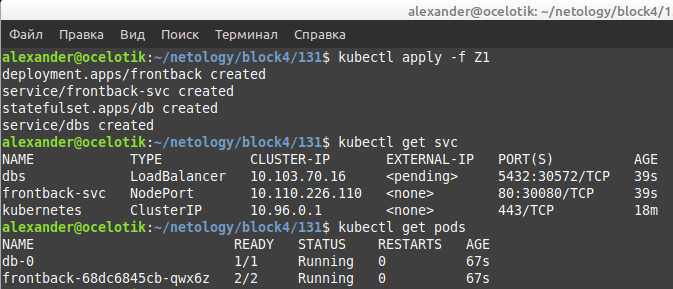 alexander@ocelotik: ~/netology/block4/1
Файл Правка Вид Поиск Терминал Справка
alexander@ocelotik:~/netology/block4/131$ kubectl apply -f Z1
deployment.apps/frontback created
service/frontback-svc created
statefulset.apps/db created
service/dbs created
alexander@ocelotik:~/netology/block4/131$ kubectl get svc
NAME TYPE CLUSTER-IP EXTERNAL-IP PORT(S) AGE
dbs LoadBalancer 10.103.70.16 <pending> 5432:30572/TCP 39s
frontback-svc NodePort 10.110.226.110 <none> 80:30080/TCP 39s
kubernetes ClusterIP 10.96.0.1 <none> 443/TCP 18m
alexander@ocelotik:~/netology/block4/131$ kubectl get pods
NAME READY STATUS RESTARTS AGE
db-0 1/1 Running 0 67s
frontback-68dc6845cb-qwx6z 2/2 Running 0 67s